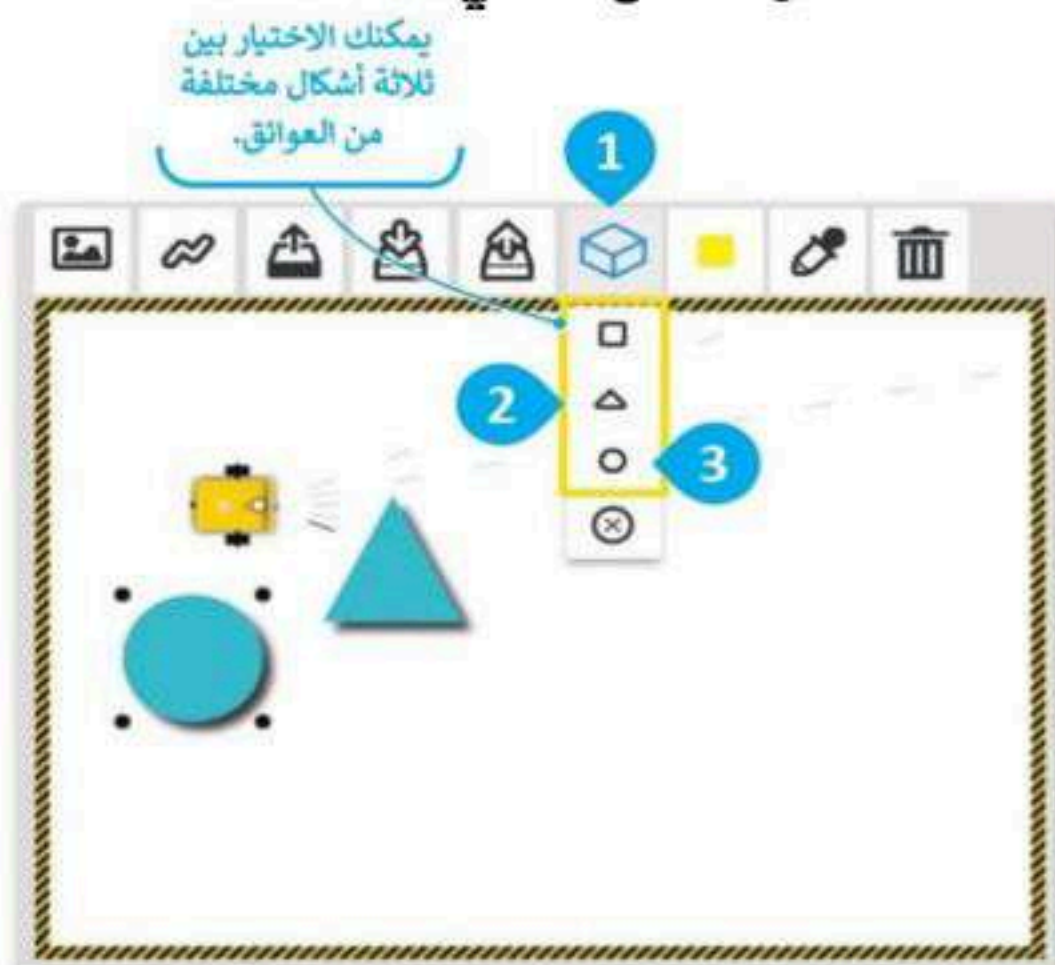 يمكنك الاختيار بين
ثلاثة أشكال مختلفة
من العوائق.
1
2
3